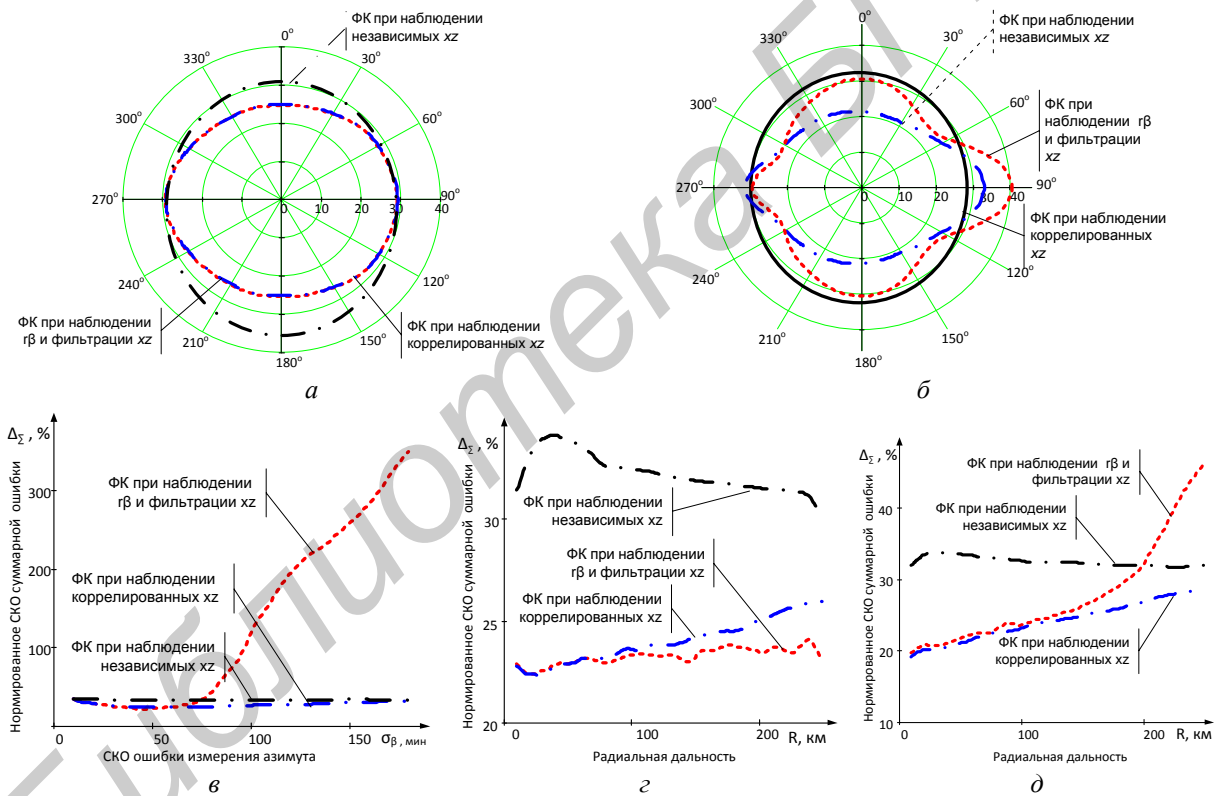 ФК при наблюдении
независимых xz
0°
30°
60°
90°
120°
150°
180°
210°
240°
270°
300°
330°
0 10 20 30 40
ФК при наблюдении
rβ и фильтрации xz
ФК при наблюдении
коррелированных xz
а
ФК при наблюдении
независимых xz
0°
30°
60°
90°
120°
150°
180°
210°
240°
270°
300°
330°
0 10 20 30 40
ФК при
наблюдении rβ
и фильтрации
xz
ФК при наблюдении
коррелированных
xz
б
Δ_Σ , %
Нормированное СКО суммарной ошибки
300
200
100
0 50 100 150 σ_β , мин
СКО ошибки измерения азимута
ФК при наблюдении
rβ и фильтрации xz
ФК при наблюдении
коррелированных xz
ФК при наблюдении
независимых xz
в
Δ_Σ , %
Нормированное СКО суммарной ошибки
30
25
20
0 100 200 R, км
Радиальная дальность
ФК при наблюдении
независимых xz
ФК при наблюдении
rβ и фильтрации xz
ФК при наблюдении
коррелированных xz
г
Δ_Σ , %
Нормированное СКО суммарной ошибки
40
30
20
10
0 100 200 R, км
Радиальная дальность
ФК при наблюдении rβ и
фильтрации xz
ФК при наблюдении
независимых xz
ФК при наблюдении
коррелированных xz
д
Библиотека БГ